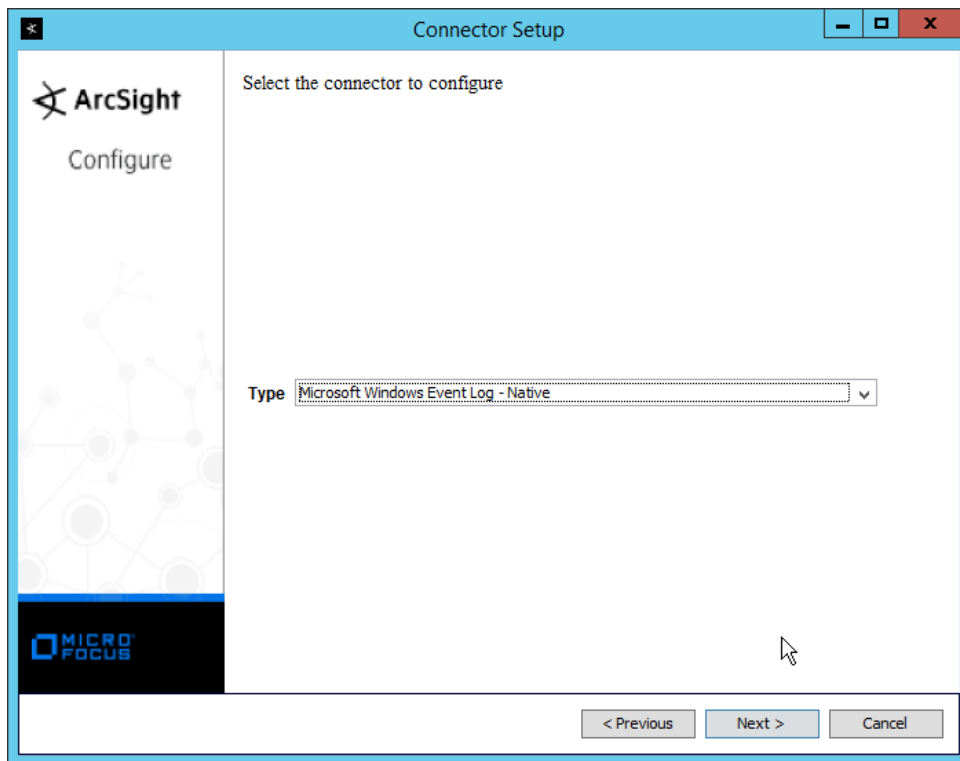 Connector Setup
ArcSight
Configure
Select the connector to configure
Type Microsoft Windows Event Log - Native
MICRO
FOCUS
< Previous Next > Cancel